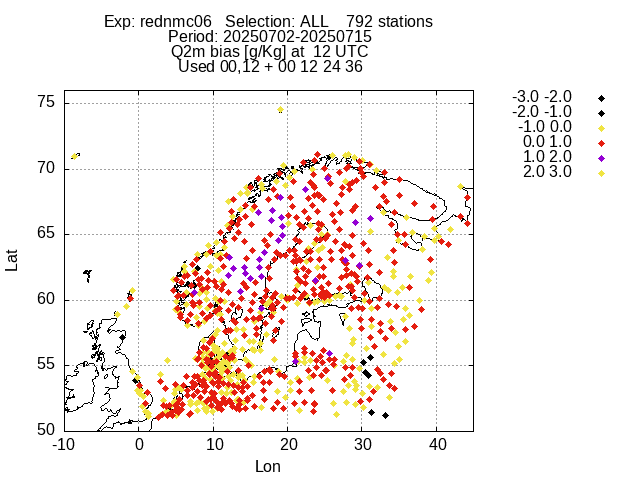 Exp: rednmc06 Selection: ALL 792 stations
Period: 20250702-20250715
Q2m bias [g/Kg] at 12 UTC
Used 00,12 + 00 12 24 36
-3.0 -2.0
-2.0 -1.0
-1.0 0.0
0.0 1.0
1.0 2.0
2.0 3.0
75
70
65
60
55
50
Lat
-10 0 10 20 30 40
Lon